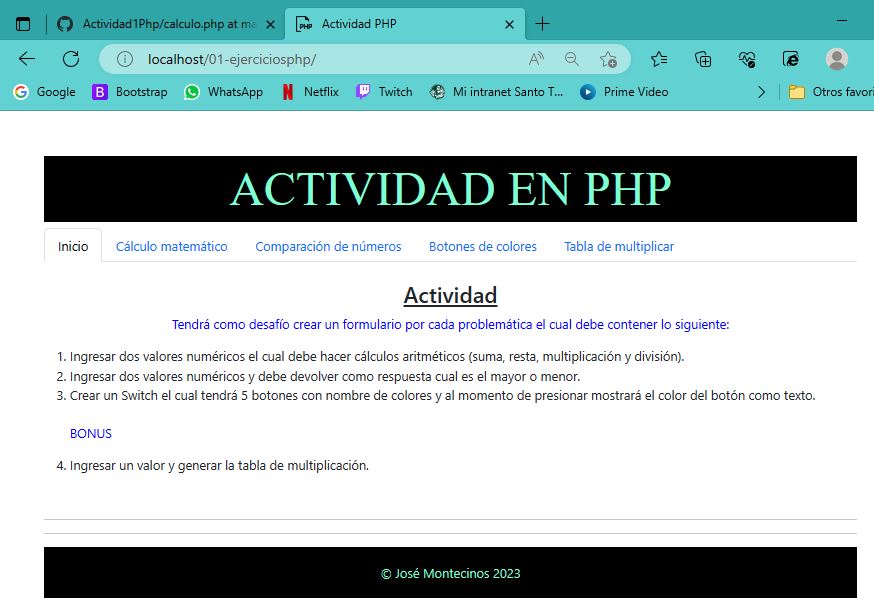 Actividad1Php/calculo.php at ma
PHP Actividad PHP
localhost/01-ejerciciosphp/
Google
B Bootstrap
WhatsApp
Netflix
Twitch
Mi intranet Santo T...
Prime Video
Otros favori
ACTIVIDAD EN PHP
Inicio Cálculo matemático Comparación de números Botones de colores Tabla de multiplicar
Actividad
Tendrá como desafío crear un formulario por cada problemática el cual debe contener lo siguiente:
1. Ingresar dos valores numéricos el cual debe hacer cálculos aritméticos (suma, resta, multiplicación y división).
2. Ingresar dos valores numéricos y debe devolver como respuesta cual es el mayor o menor.
3. Crear un Switch el cual tendrá 5 botones con nombre de colores y al momento de presionar mostrará el color del botón como texto.
BONUS
4. Ingresar un valor y generar la tabla de multiplicación.
© José Montecinos 2023